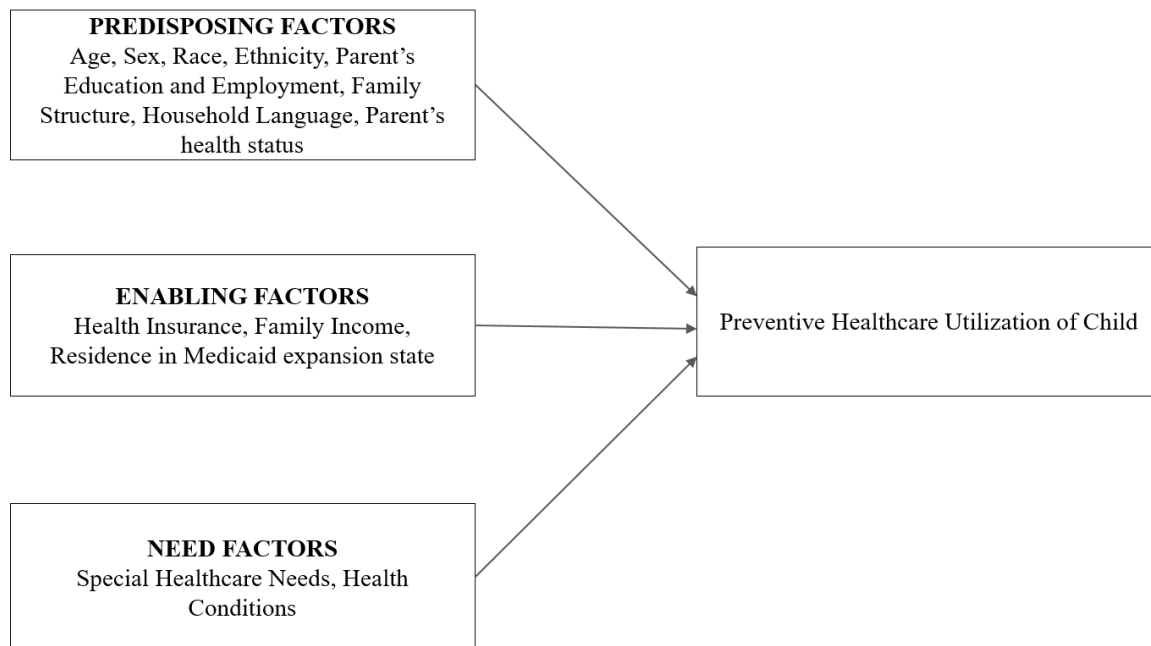 PREDISPOSING FACTORS
Age, Sex, Race, Ethnicity, Parent’s
Education and Employment, Family
Structure, Household Language, Parent’s
health status
ENABLING FACTORS
Health Insurance, Family Income,
Residence in Medicaid expansion state
Preventive Healthcare Utilization of Child
NEED FACTORS
Special Healthcare Needs, Health
Conditions